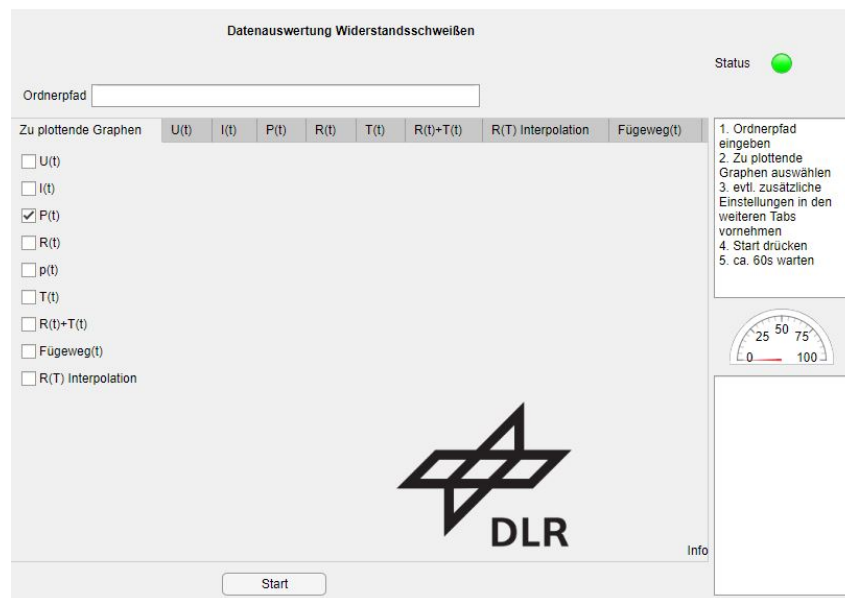 Datenauswertung Widerstandsschweißen
Status
Ordnerpfad
Zu plottende Graphen U(t) I(t) P(t) R(t) T(t) R(t)+T(t) R(T) Interpolation Fügeweg(t)
U(t)
I(t)
P(t)
R(t)
p(t)
T(t)
R(t)+T(t)
Fügeweg(t)
R(T) Interpolation
DLR
Info
Start
1. Ordnerpfad
eingeben
2. Zu plottende
Graphen auswählen
3. evtl. zusätzliche
Einstellungen in den
weiteren Tabs
vornehmen
4. Start drücken
5. ca. 60s warten
0 25 50 75 100